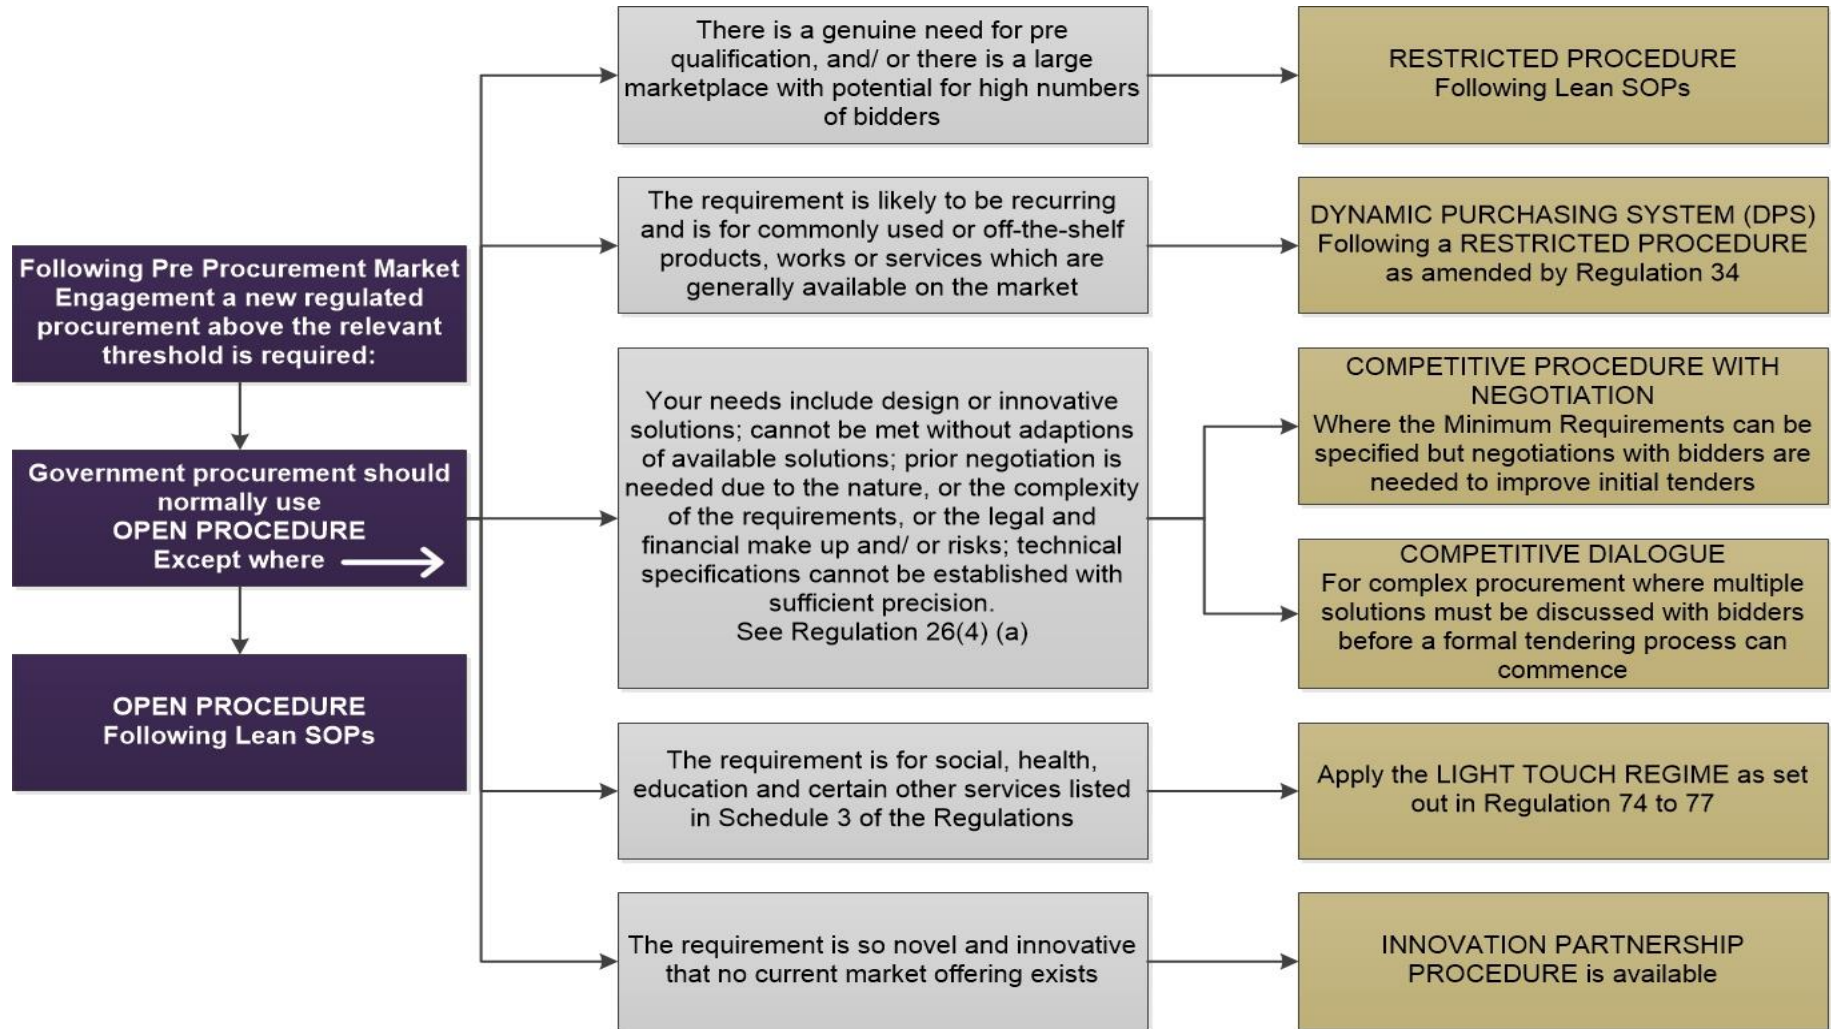 Following Pre Procurement Market
Engagement a new regulated
procurement above the relevant
threshold is required:
Government procurement should
normally use
OPEN PROCEDURE
Except where
OPEN PROCEDURE
Following Lean SOPs
There is a genuine need for pre
qualification, and/ or there is a large
marketplace with potential for high numbers
of bidders
RESTRICTED PROCEDURE
Following Lean SOPs
The requirement is likely to be recurring
and is for commonly used or off-the-shelf
products, works or services which are
generally available on the market
DYNAMIC PURCHASING SYSTEM (DPS)
Following a RESTRICTED PROCEDURE
as amended by Regulation 34
Your needs include design or innovative
solutions; cannot be met without adaptions
of available solutions; prior negotiation is
needed due to the nature, or the complexity
of the requirements, or the legal and
financial make up and/ or risks; technical
specifications cannot be established with
sufficient precision.
See Regulation 26(4) (a)
COMPETITIVE PROCEDURE WITH
NEGOTIATION
Where the Minimum Requirements can be
specified but negotiations with bidders are
needed to improve initial tenders
COMPETITIVE DIALOGUE
For complex procurement where multiple
solutions must be discussed with bidders
before a formal tendering process can
commence
The requirement is for social, health,
education and certain other services listed
in Schedule 3 of the Regulations
Apply the LIGHT TOUCH REGIME as set
out in Regulation 74 to 77
The requirement is so novel and innovative
that no current market offering exists
INNOVATION PARTNERSHIP
PROCEDURE is available